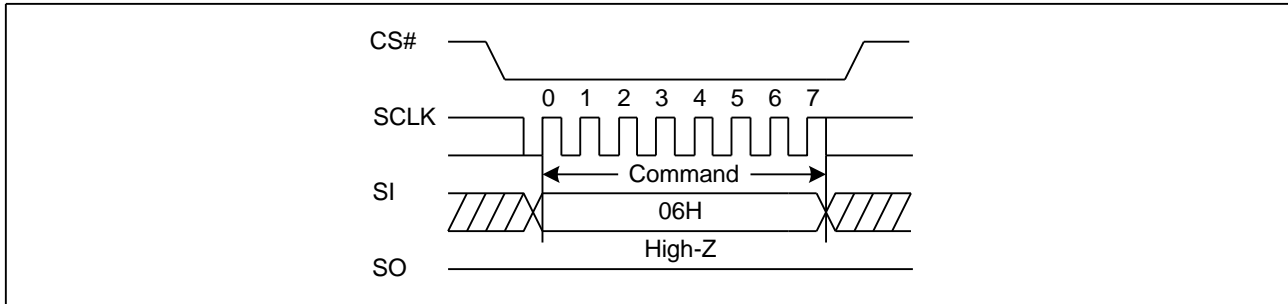 CS#
0 1 2 3 4 5 6 7
SCLK
Command
SI
06H
High-Z
SO